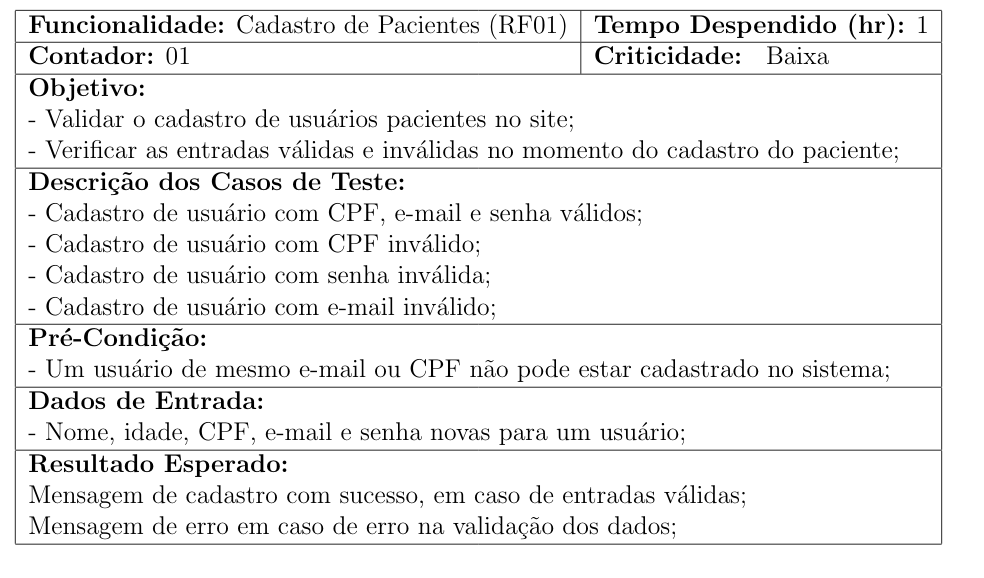 Funcionalidade: Cadastro de Pacientes (RF01) Tempo Despendido (hr): 1
Contador: 01 Criticidade: Baixa
Objetivo:
- Validar o cadastro de usuários pacientes no site;
- Verificar as entradas válidas e inválidas no momento do cadastro do paciente;
Descrição dos Casos de Teste:
- Cadastro de usuário com CPF, e-mail e senha válidos;
- Cadastro de usuário com CPF inválido;
- Cadastro de usuário com senha inválida;
- Cadastro de usuário com e-mail inválido;
Pré-Condição:
- Um usuário de mesmo e-mail ou CPF não pode estar cadastrado no sistema;
Dados de Entrada:
- Nome, idade, CPF, e-mail e senha novas para um usuário;
Resultado Esperado:
Mensagem de cadastro com sucesso, em caso de entradas válidas;
Mensagem de erro em caso de erro na validação dos dados;